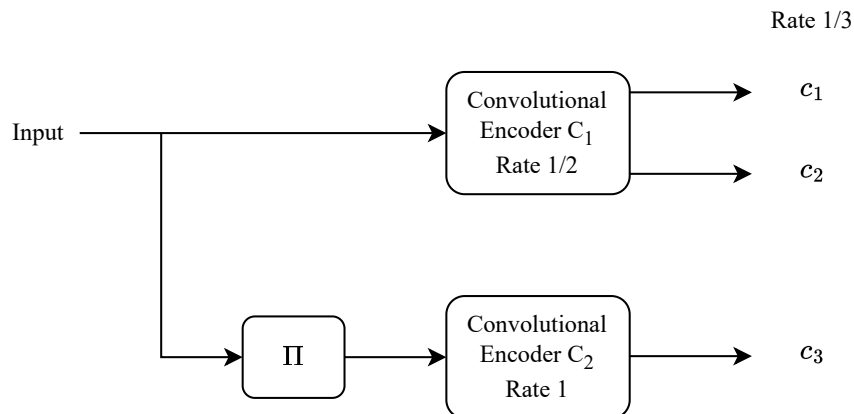 Rate 1/3
Input
Convolutional
Encoder C1
Rate 1/2
c1
c2
Π
Convolutional
Encoder C2
Rate 1
c3